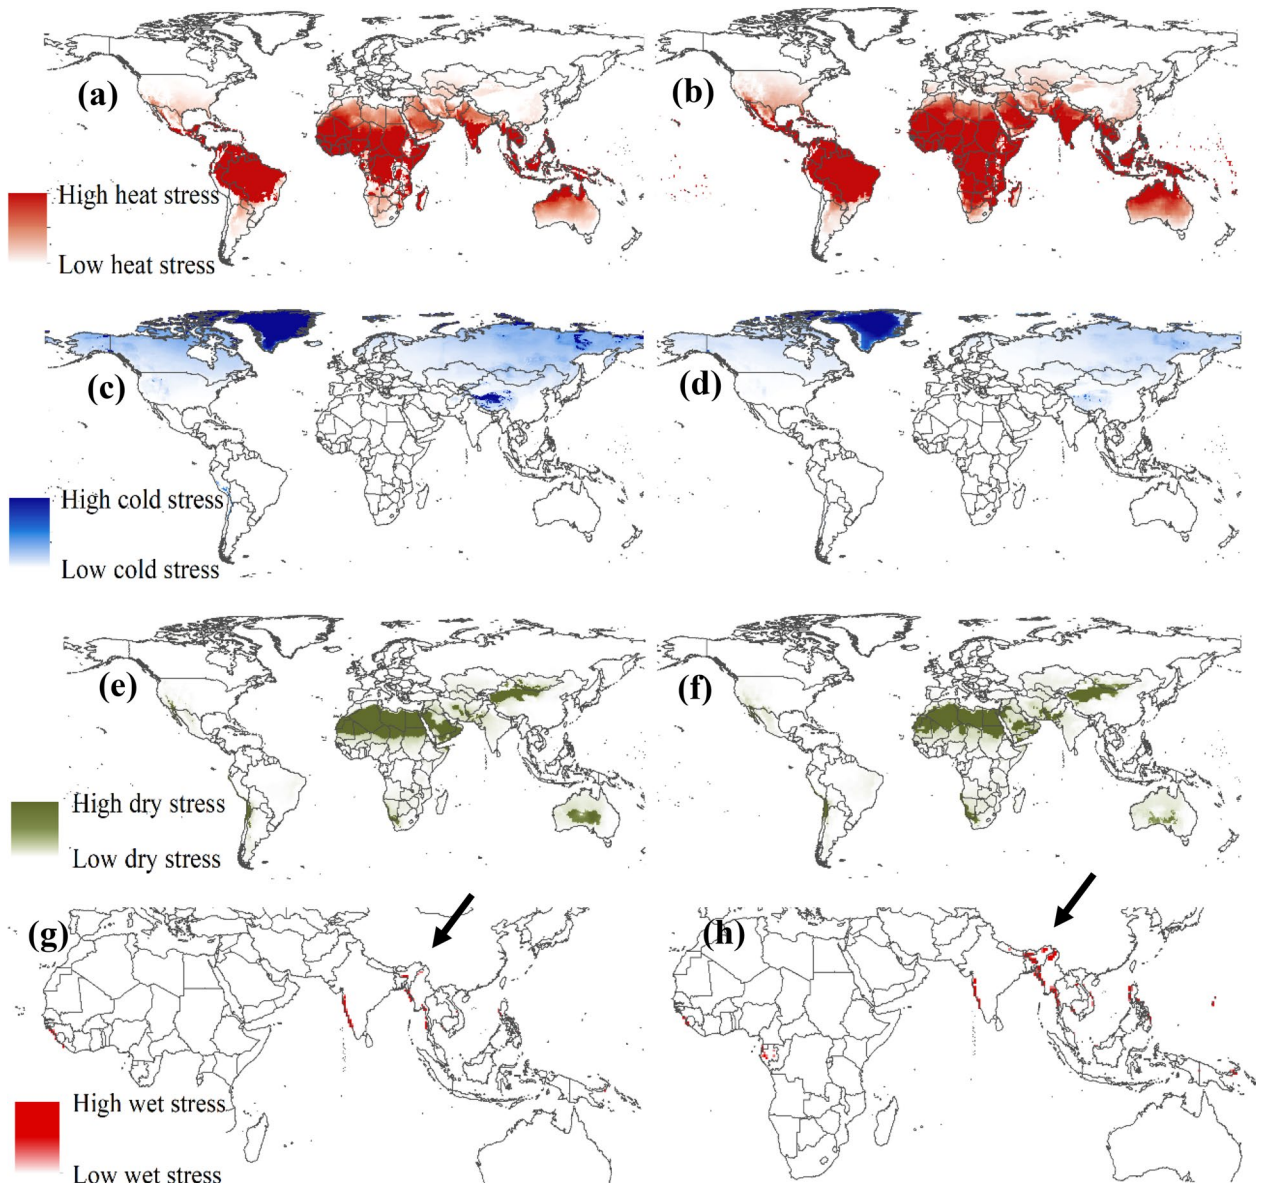 (a)
(b)
High heat stress
Low heat stress
(c)
(d)
High cold stress
Low cold stress
(e)
(f)
High dry stress
Low dry stress
(g)
(h)
High wet stress
Low wet stress